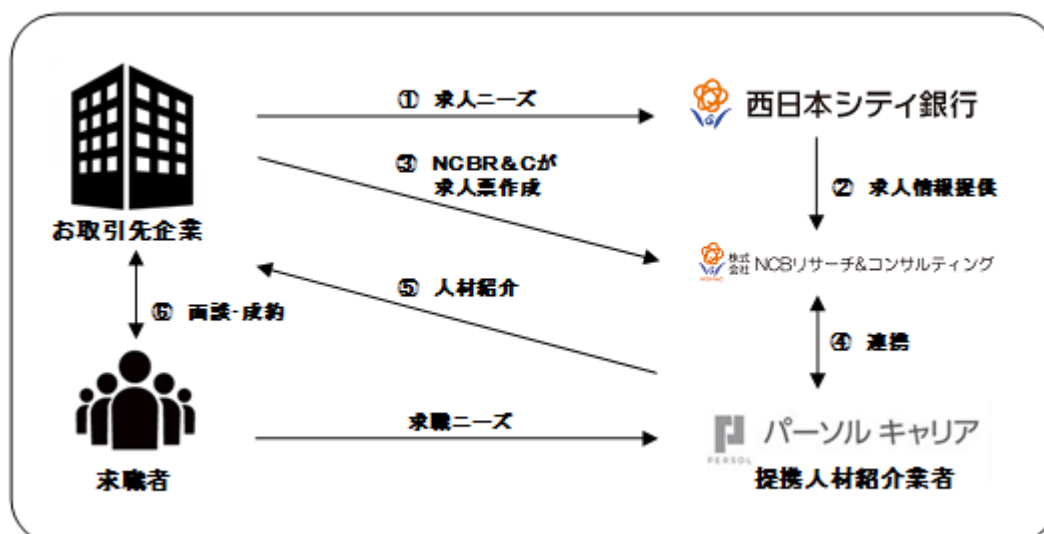 ① 求人ニーズ
西日本シティ銀行
③ NCBR&Cが
求人票作成
② 求人情報提供
お取引先企業
株式会社 NCBリサーチ&コンサルティング
⑤ 人材紹介
⑥ 面談・成約
④ 連携
求職ニーズ
パーソル キャリア
PERSOL
求職者
提携人材紹介業者